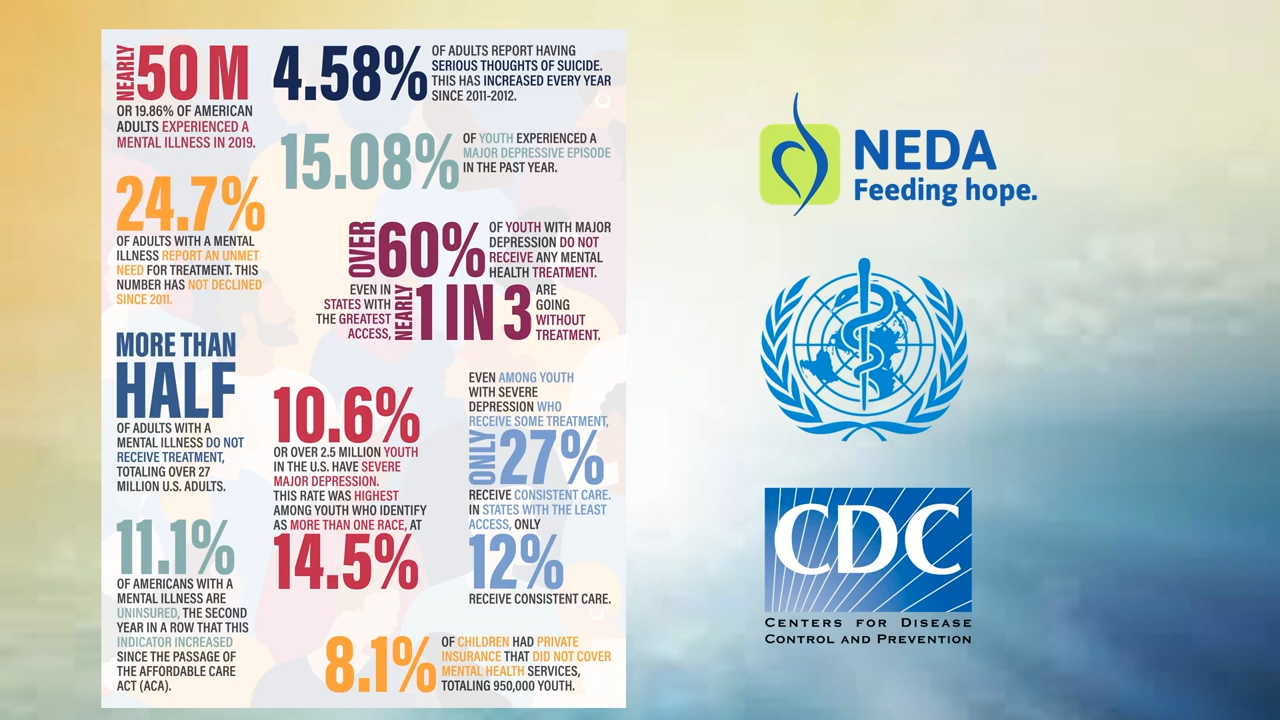 NEARLY
50 M
OR 19.86% OF AMERICAN
ADULTS EXPERIENCED A
MENTAL ILLNESS IN 2019.
4.58%
OF ADULTS REPORT HAVING
SERIOUS THOUGHTS OF SUICIDE.
THIS HAS INCREASED EVERY YEAR
SINCE 2011-2012.
15.08%
OF YOUTH EXPERIENCED A
MAJOR DEPRESSIVE EPISODE
IN THE PAST YEAR.
24.7%
OF ADULTS WITH A MENTAL
ILLNESS REPORT AN UNMET
NEED FOR TREATMENT. THIS
NUMBER HAS NOT DECLINED
SINCE 2011.
OVER
60%
OF YOUTH WITH MAJOR
DEPRESSION DO NOT
RECEIVE ANY MENTAL
HEALTH TREATMENT.
EVEN IN
STATES WITH
THE GREATEST
ACCESS,
NEARLY
1 IN 3
ARE
GOING
WITHOUT
TREATMENT.
MORE THAN
HALF
OF ADULTS WITH A
MENTAL ILLNESS DO NOT
RECEIVE TREATMENT,
TOTALING OVER 27
MILLION U.S. ADULTS.
10.6%
OR OVER 2.5 MILLION YOUTH
IN THE U.S. HAVE SEVERE
MAJOR DEPRESSION.
THIS RATE WAS HIGHEST
AMONG YOUTH WHO IDENTIFY
AS MORE THAN ONE RACE, AT
14.5%
EVEN AMONG YOUTH
WITH SEVERE
DEPRESSION WHO
RECEIVE SOME TREATMENT,
ONLY
27%
RECEIVE CONSISTENT CARE.
IN STATES WITH THE LEAST
ACCESS, ONLY
12%
RECEIVE CONSISTENT CARE.
11.1%
OF AMERICANS WITH A
MENTAL ILLNESS ARE
UNINSURED, THE SECOND
YEAR IN A ROW THAT THIS
INDICATOR INCREASED
SINCE THE PASSAGE OF
THE AFFORDABLE CARE
ACT (ACA).
8.1%
OF CHILDREN HAD PRIVATE
INSURANCE THAT DID NOT COVER
MENTAL HEALTH SERVICES,
TOTALING 950,000 YOUTH.
NEDA
Feeding hope.
CDC
CENTERS FOR DISEASE
CONTROL AND PREVENTION